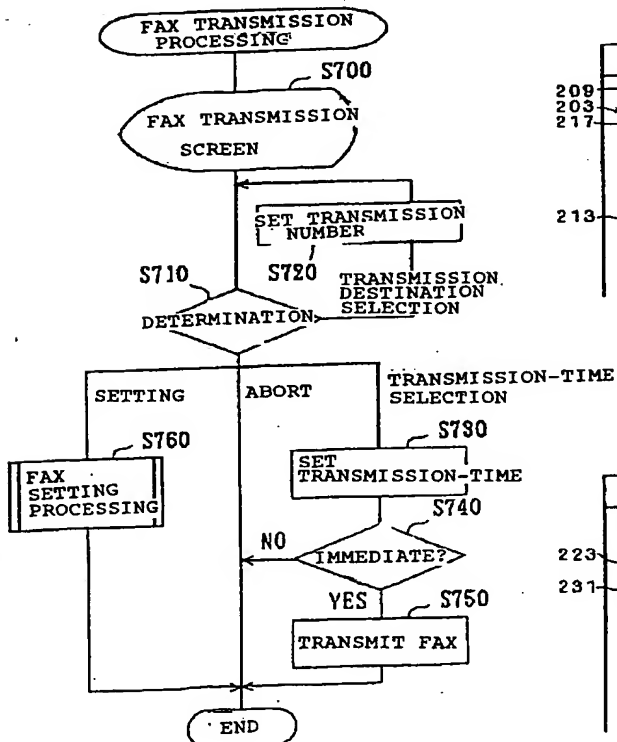 FAX TRANSMISSION
PROCESSING
S700
FAX TRANSMISSION
SCREEN
SET TRANSMISSION
NUMBER
S720
S710
TRANSMISSION
DESTINATION
SELECTION
DETERMINATION
SETTING
ABORT
TRANSMISSION-TIME
SELECTION
S760
FAX
SETTING
PROCESSING
S730
SET
TRANSMISSION-TIME
S740
NO
IMMEDIATE?
YES
S750
TRANSMIT FAX
END
209
203
217
213
223
231